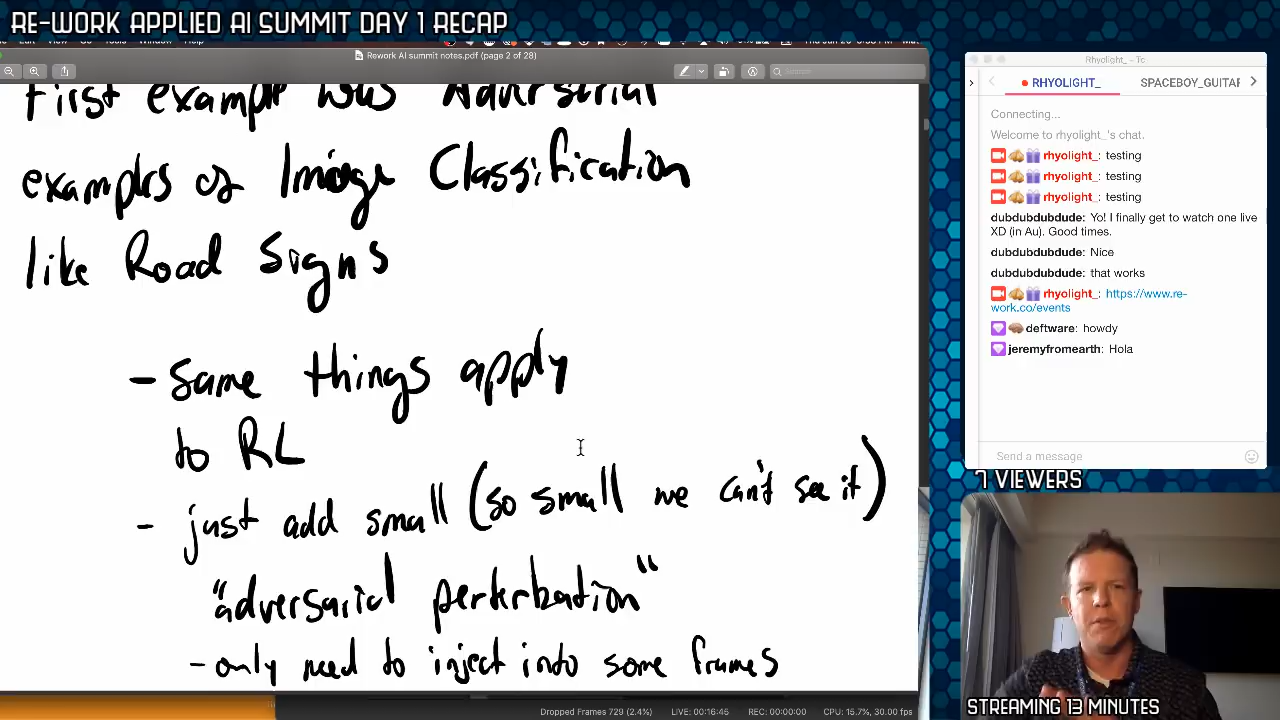 RE-WORK APPLIED AI SUMMIT DAY 1 RECAP
Rework AI summit notes.pdf (page 2 of 28)
Search
First example was Adversarial
examples of Image Classification
like Road Signs
- same things apply
to RL
- just add small (so small we can't see it)
"adversarial perterbation"
- only need to inject into some frames
Dropped Frames 729 (2.4%) LIVE: 00:16:45 REC: 00:00:00 CPU: 15.7%, 30.00 fps
Rhyolight_ - Tc
RHYOLIGHT_ SPACEBOY_GUITAR
Connecting...
Welcome to rhyolight_'s chat.
rhyolight_: testing
rhyolight_: testing
rhyolight_: testing
dubdubdubdude: Yo! I finally get to watch one live
XD (in Au). Good times.
dubdubdubdude: Nice
dubdubdubdude: that works
rhyolight_: https://www.re-
work.co/events
deftware: howdy
jeremyfromearth: Hola
Send a message
7 VIEWERS
STREAMING 13 MINUTES